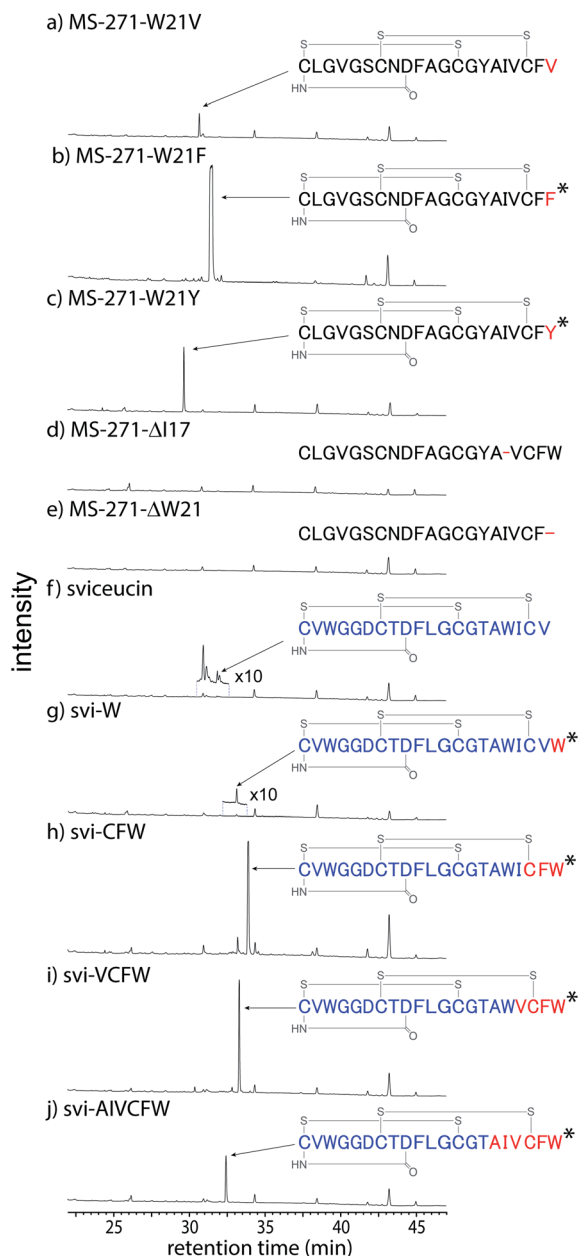 a) MS-271-W21V
S S
S S
CLGVGSCNDFAGCGYAIVCFV
HN O
b) MS-271-W21F
S S
S S
CLGVGSCNDFAGCGYAIVCFF*
HN O
c) MS-271-W21Y
S S
S S
CLGVGSCNDFAGCGYAIVCFY*
HN O
d) MS-271-ΔI17
CLGVGSCNDFAGCGYA-VCFW
e) MS-271-ΔW21
CLGVGSCNDFAGCGYAIVCF-
f) sviceucin
S S
S S
CVWGGDCTDFLGCGTAWICV
x10
HN O
g) svi-W
S S
S S
CVWGGDCTDFLGCGTAWICVW*
x10
HN O
h) svi-CFW
S S
S S
CVWGGDCTDFLGCGTAWICFW*
HN O
i) svi-VCFW
S S
S S
CVWGGDCTDFLGCGTAWVCFW*
HN O
j) svi-AIVCFW
S S
S S
CVWGGDCTDFLGCGTAIVCFW*
HN O
intensity
25 30 35 40 45
retention time (min)